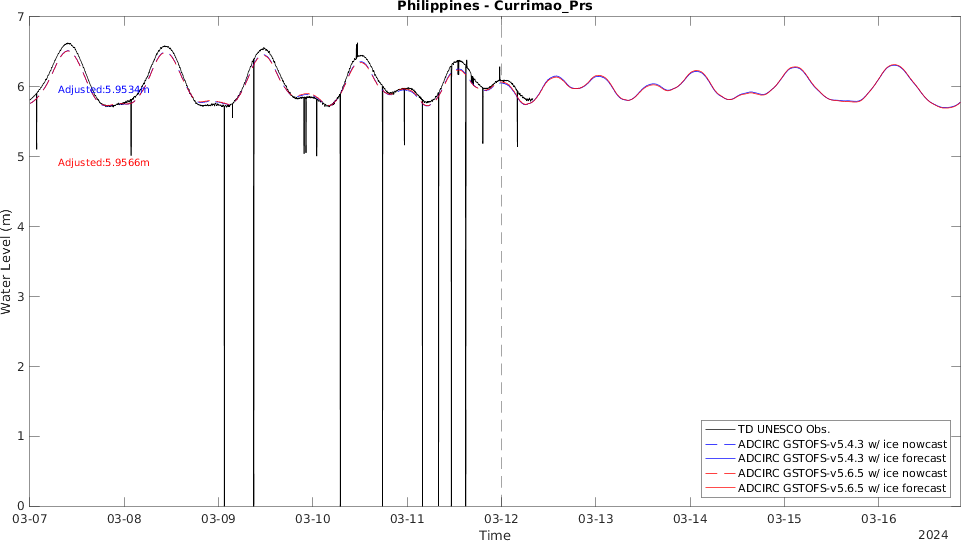 Philippines - Currimao_Prs
7
6
5
4
3
2
1
0
Water Level (m)
Adjusted:5.9534m
Adjusted:5.9566m
TD UNESCO Obs.
ADCIRC GSTOFS-v5.4.3 w/ ice nowcast
ADCIRC GSTOFS-v5.4.3 w/ ice forecast
ADCIRC GSTOFS-v5.6.5 w/ ice nowcast
ADCIRC GSTOFS-v5.6.5 w/ ice forecast
03-07 03-08 03-09 03-10 03-11 03-12 03-13 03-14 03-15 03-16
Time
2024